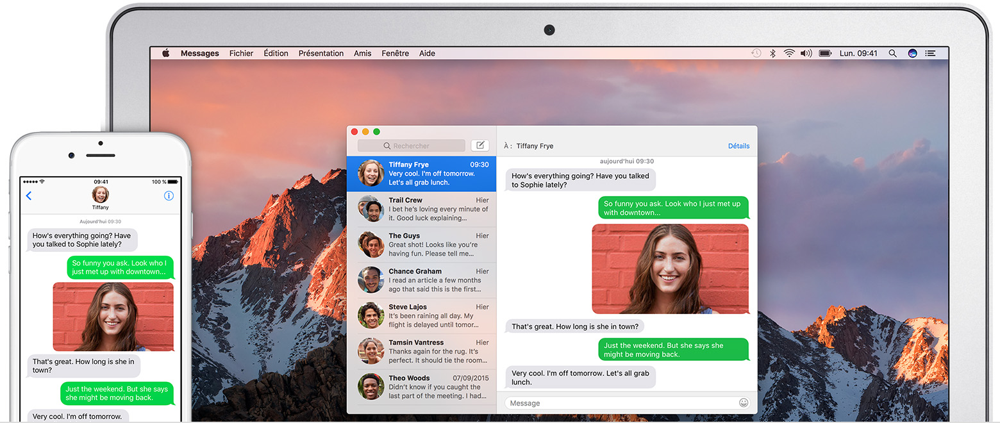 Messages Fichier Édition Présentation Amis Fenêtre Aide
Lun. 09:41
09:41
100 %
Tiffany
Aujourd'hui 09:30
How's everything going? Have
you talked to Sophie lately?
So funny you ask. Look who I
just met up with downtown...
That's great. How long is she in
town?
Just the weekend. But she says
she might be moving back.
Very cool. I'm off tomorrow.
Rechercher
Tiffany Frye 09:30
Very cool. I'm off tomorrow.
Let's all grab lunch.
Trail Crew Hier
I bet he's loving every minute of
it. Good luck explaining...
The Guys Hier
Great shot! Looks like you're
having fun. Please tell me...
Chance Graham Hier
I read an article a few months
ago that said this is the first...
Steve Lajos Hier
It's been raining all day. My
flight is delayed until tomor...
Tamsin Vantress Hier
Thanks again for the rug. It's
perfect. It should tie the room...
Theo Woods 07/09/2015
Didn't know if you caught the
last part of the meeting. I had...
À : Tiffany Frye
Détails
aujourd'hui 09:30
How's everything going? Have you talked
to Sophie lately?
So funny you ask. Look who I just met up
with downtown...
That's great. How long is she in town?
Just the weekend. But she says she
might be moving back.
Very cool. I'm off tomorrow. Let's all grab
lunch.
Message